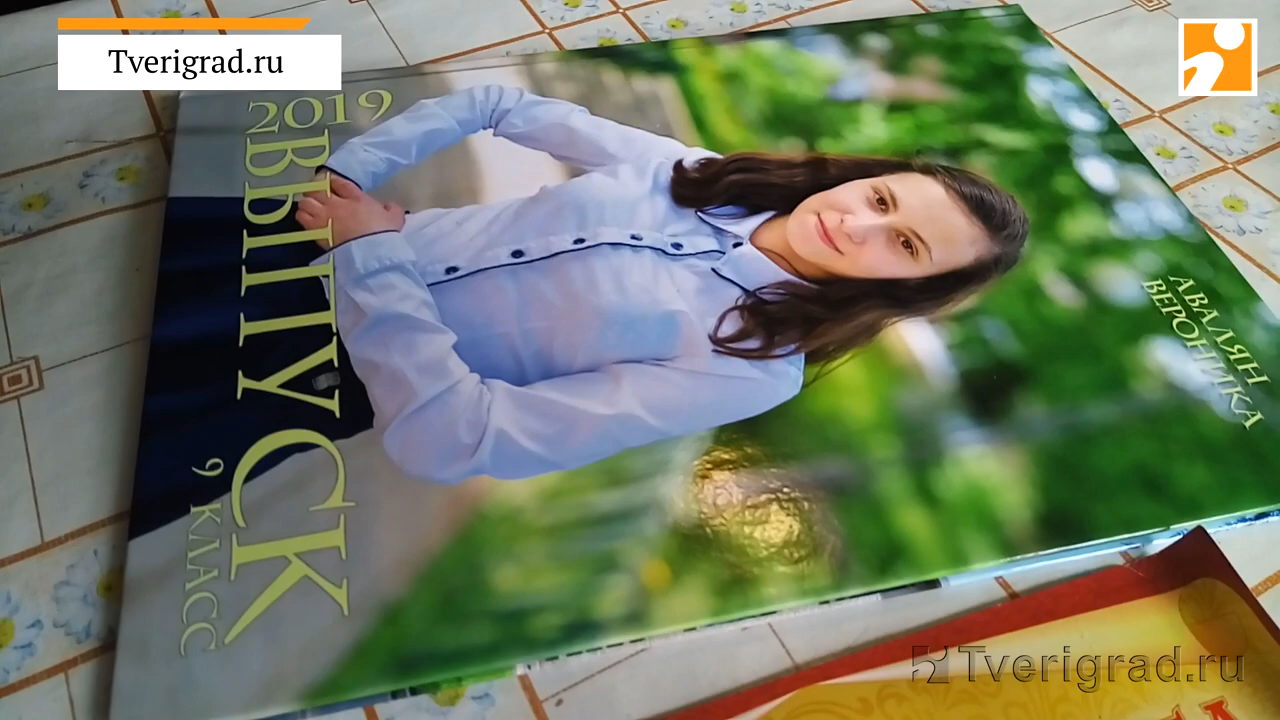 Tverigrad.ru
2019
ВЫПУСК
9 КЛАСС
АВАЛЯН
ВЕРОНИКА
Tverigrad.ru